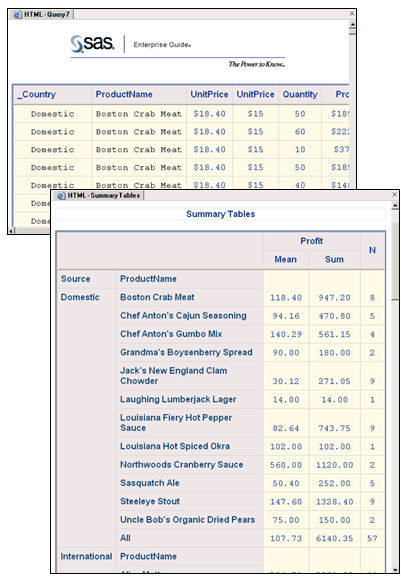 HTML - Query7
sas. Enterprise Guide®
The Power to Know®
_Country ProductName UnitPrice UnitPrice Quantity Pro
Domestic Boston Crab Meat $18.40 $15 50 $185
Domestic Boston Crab Meat $18.40 $15 60 $222
Domestic Boston Crab Meat $18.40 $15 10 $37
Domestic Boston Crab Meat $18.40 $15 50 $185
Domestic Boston Crab Meat $18.40 $15 40 $148
Dome
Dome
HTML - SummaryTables
Summary Tables
Profit N
Mean Sum
Source ProductName
Domestic Boston Crab Meat 118.40 947.20 8
Chef Anton's Cajun Seasoning 94.16 470.80 5
Chef Anton's Gumbo Mix 140.29 561.15 4
Grandma's Boysenberry Spread 90.00 180.00 2
Jack's New England Clam
Chowder 30.12 271.05 9
Laughing Lumberjack Lager 14.00 14.00 1
Louisiana Fiery Hot Pepper
Sauce 82.64 743.75 9
Louisiana Hot Spiced Okra 102.00 102.00 1
Northwoods Cranberry Sauce 560.00 1120.00 2
Sasquatch Ale 50.40 252.00 5
Steeleye Stout 147.60 1328.40 9
Uncle Bob's Organic Dried Pears 75.00 150.00 2
All 107.73 6140.35 57
International ProductName